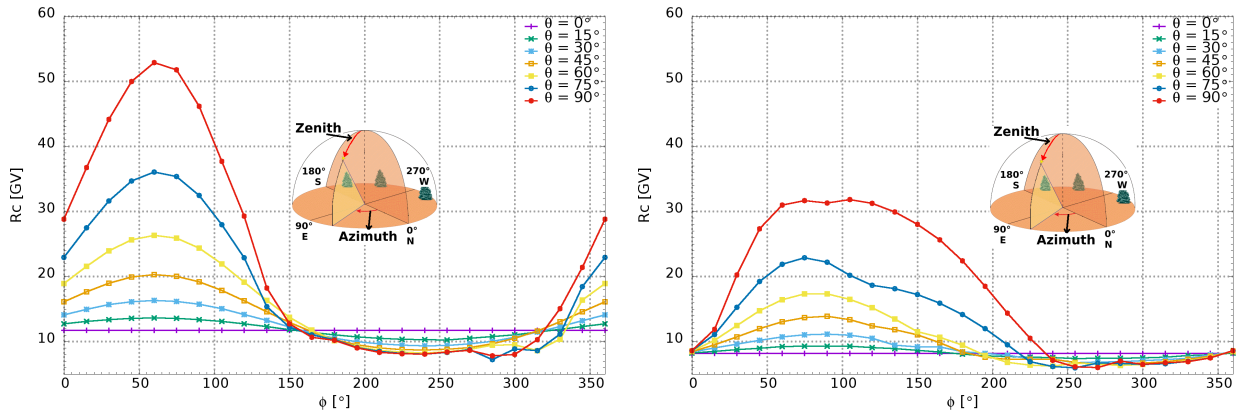 60
50
40
30
20
10
Rc [GV]
0
50
100
150
200
250
300
350
ϕ [°]
θ = 0°
θ = 15°
θ = 30°
θ = 45°
θ = 60°
θ = 75°
θ = 90°
Zenith
180°
S
270°
W
90°
E
0°
N
Azimuth
60
50
40
30
20
10
Rc [GV]
0
50
100
150
200
250
300
350
ϕ [°]
θ = 0°
θ = 15°
θ = 30°
θ = 45°
θ = 60°
θ = 75°
θ = 90°
Zenith
180°
S
270°
W
90°
E
0°
N
Azimuth